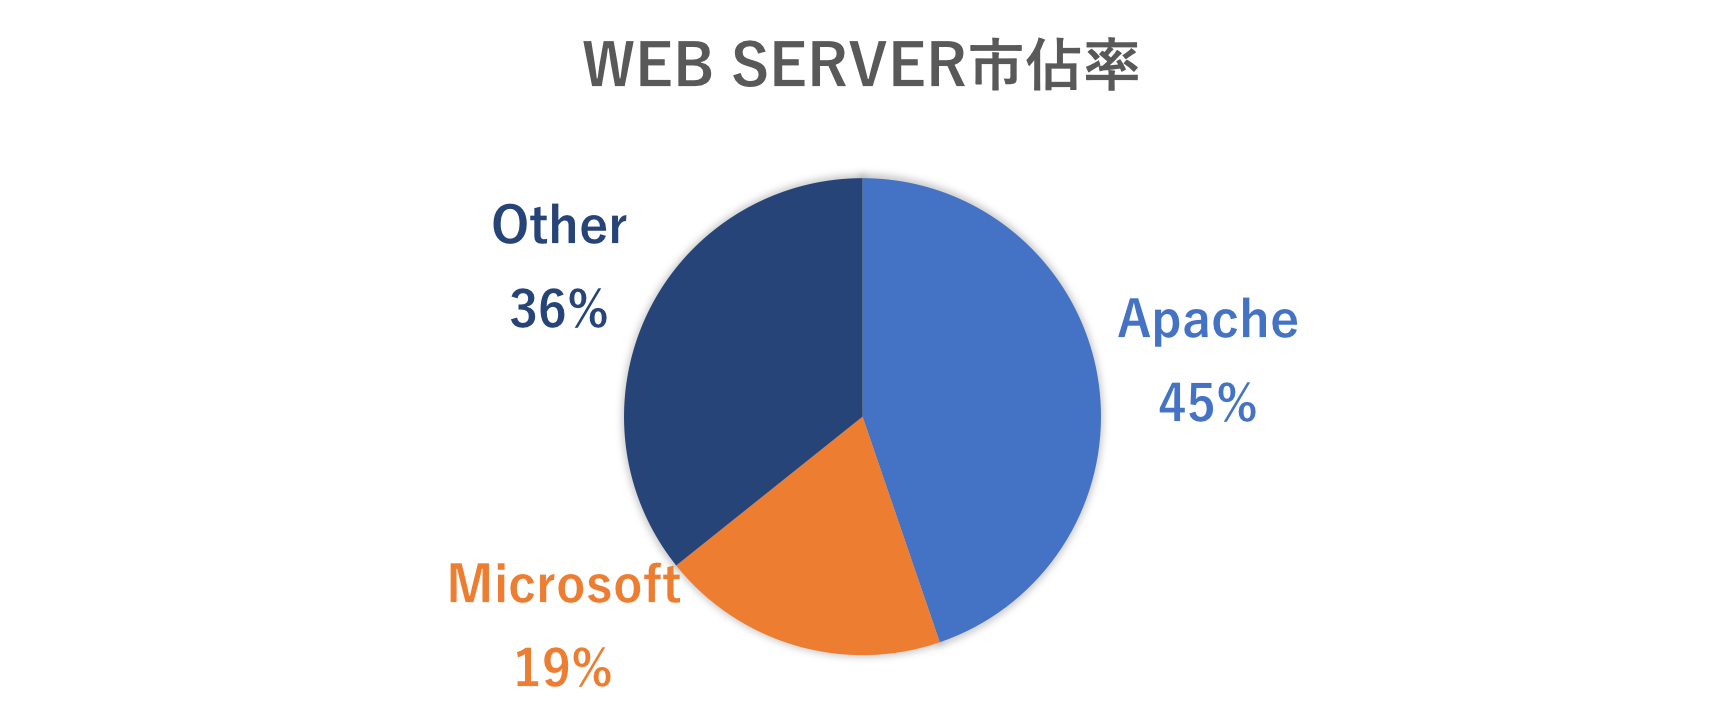 WEB SERVER市佔率
Other
36%
Apache
45%
Microsoft
19%